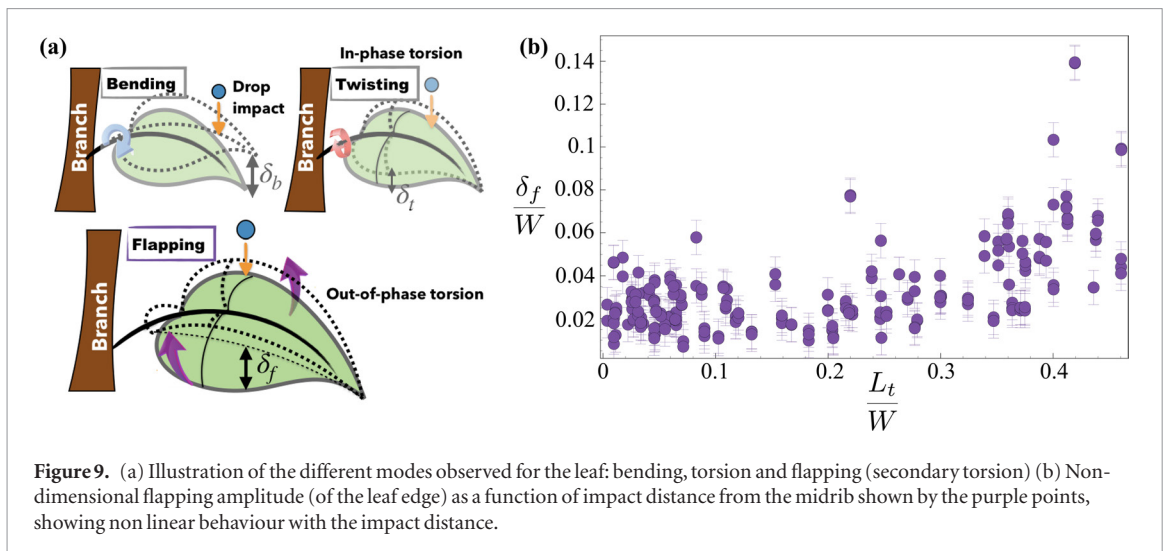 (a)
In-phase torsion
Bending
Drop
impact
Twisting
Branch
Branch
δb
δt
Flapping
Out-of-phase torsion
Branch
δf
(b)
0.14
0.12
0.10
0.08
0.06
0.04
0.02
δf
W
0
0.1
0.2
0.3
0.4
Lt
W
Figure 9. (a) Illustration of the different modes observed for the leaf: bending, torsion and flapping (secondary torsion) (b) Non-
dimensional flapping amplitude (of the leaf edge) as a function of impact distance from the midrib shown by the purple points,
showing non linear behaviour with the impact distance.